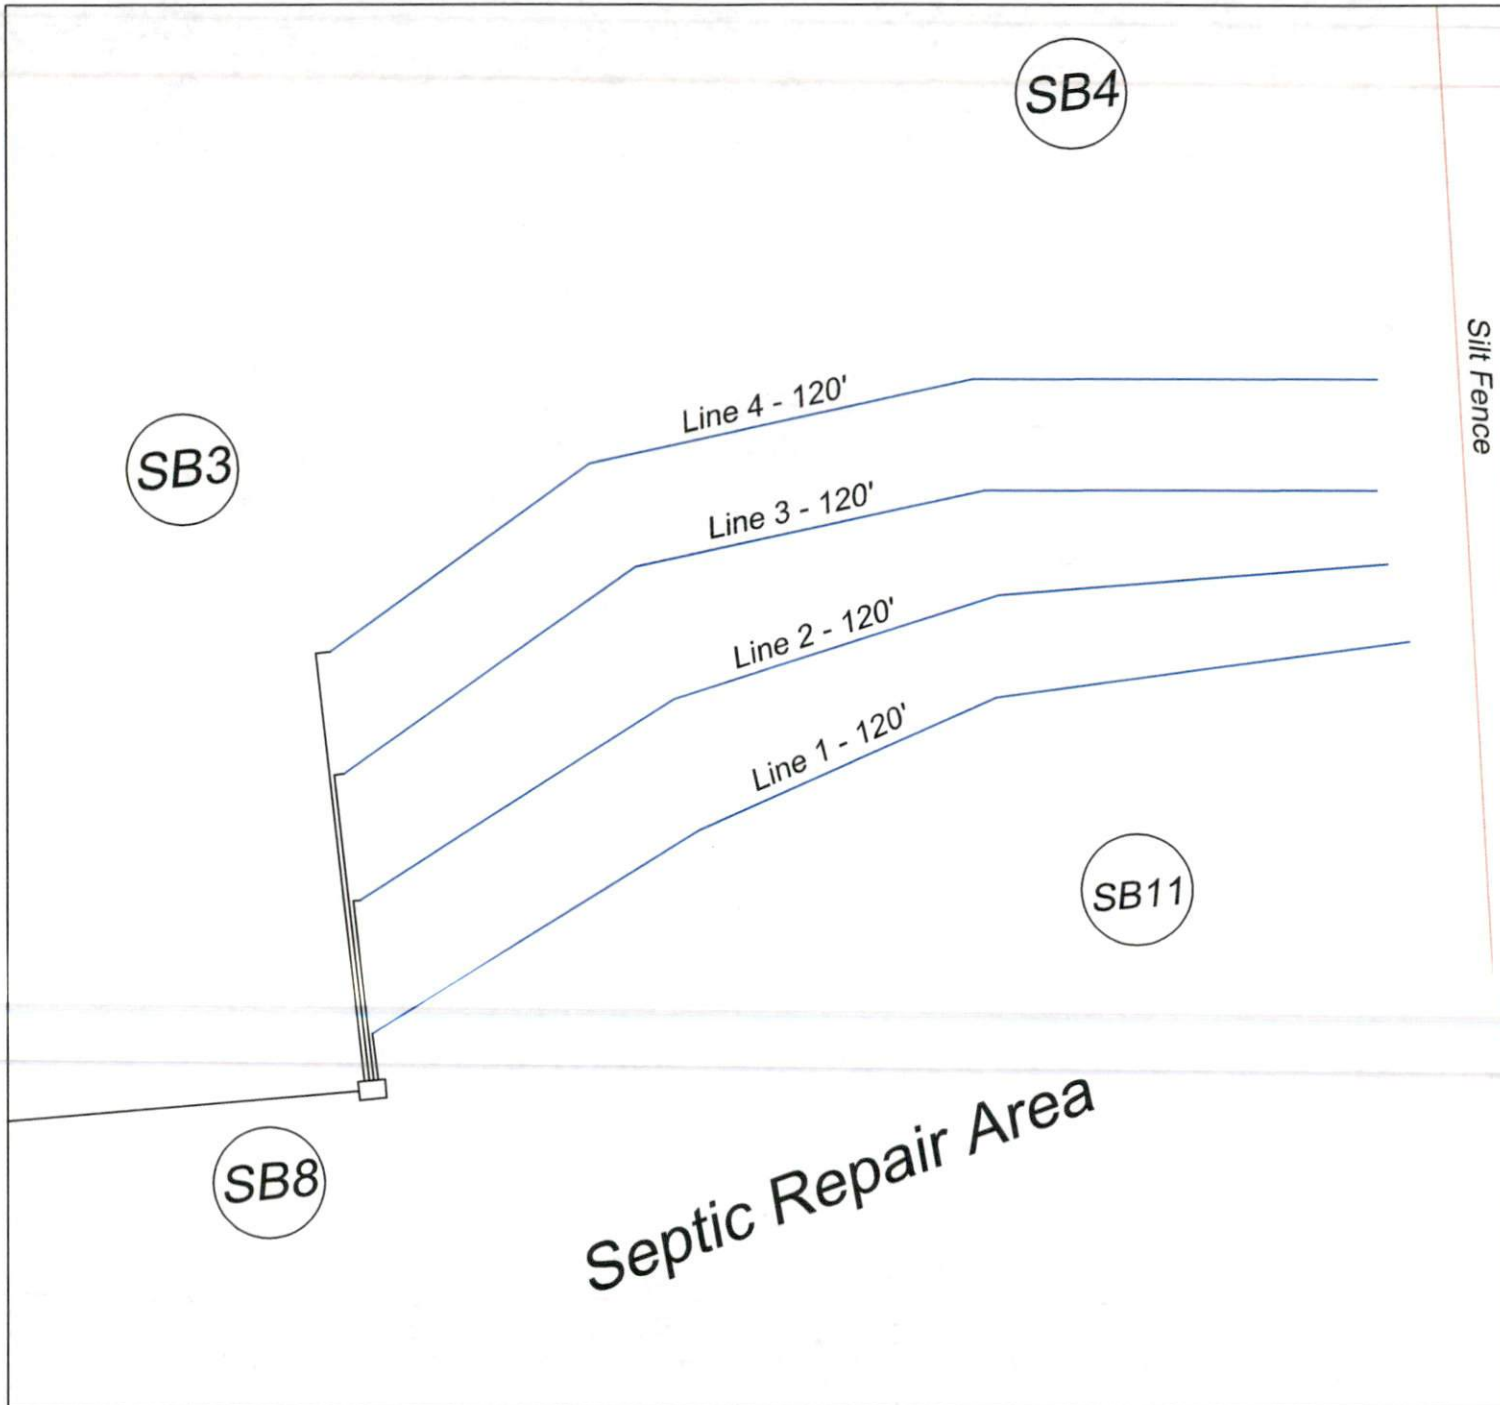 SB4
Silt Fence
Line 4 - 120'
SB3
Line 3 - 120'
Line 2 - 120'
Line 1 - 120'
SB11
Septic Repair Area
SB8